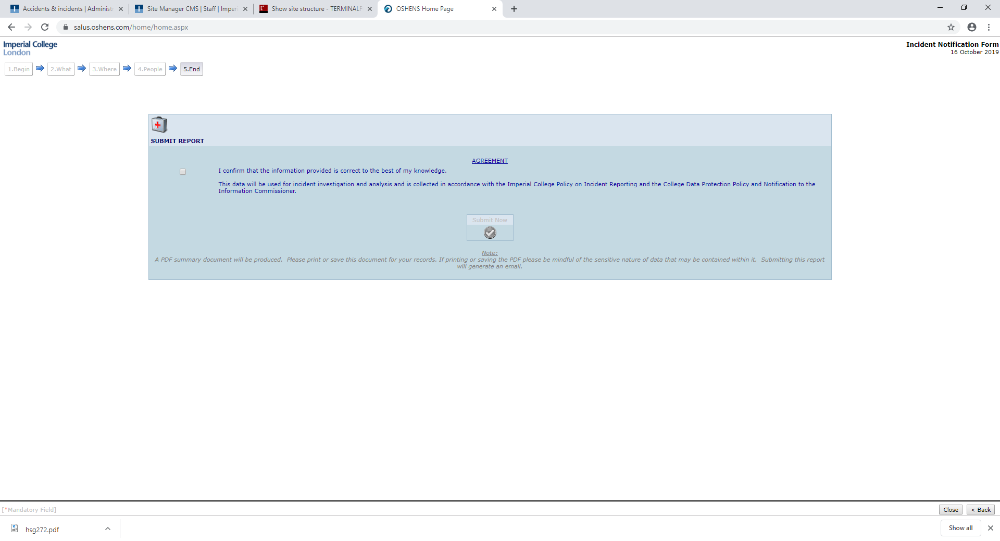 Accidents & incidents | Administr
Site Manager CMS | Staff | Imperi
Show site structure - TERMINALF
OSHENS Home Page
salus.oshens.com/home/home.aspx
Imperial College
London
Incident Notification Form
16 October 2019
1.Begin
2.What
3.Where
4.People
5.End
SUBMIT REPORT
AGREEMENT
I confirm that the information provided is correct to the best of my knowledge.
This data will be used for incident investigation and analysis and is collected in accordance with the Imperial College Policy on Incident Reporting and the College Data Protection Policy and Notification to the
Information Commissioner.
Submit Now
Note:
A PDF summary document will be produced.  Please print or save this document for your records. If printing or saving the PDF please be mindful of the sensitive nature of data that may be contained within it.  Submitting this report
will generate an email.
[*Mandatory Field]
Close
< Back
hsg272.pdf
Show all